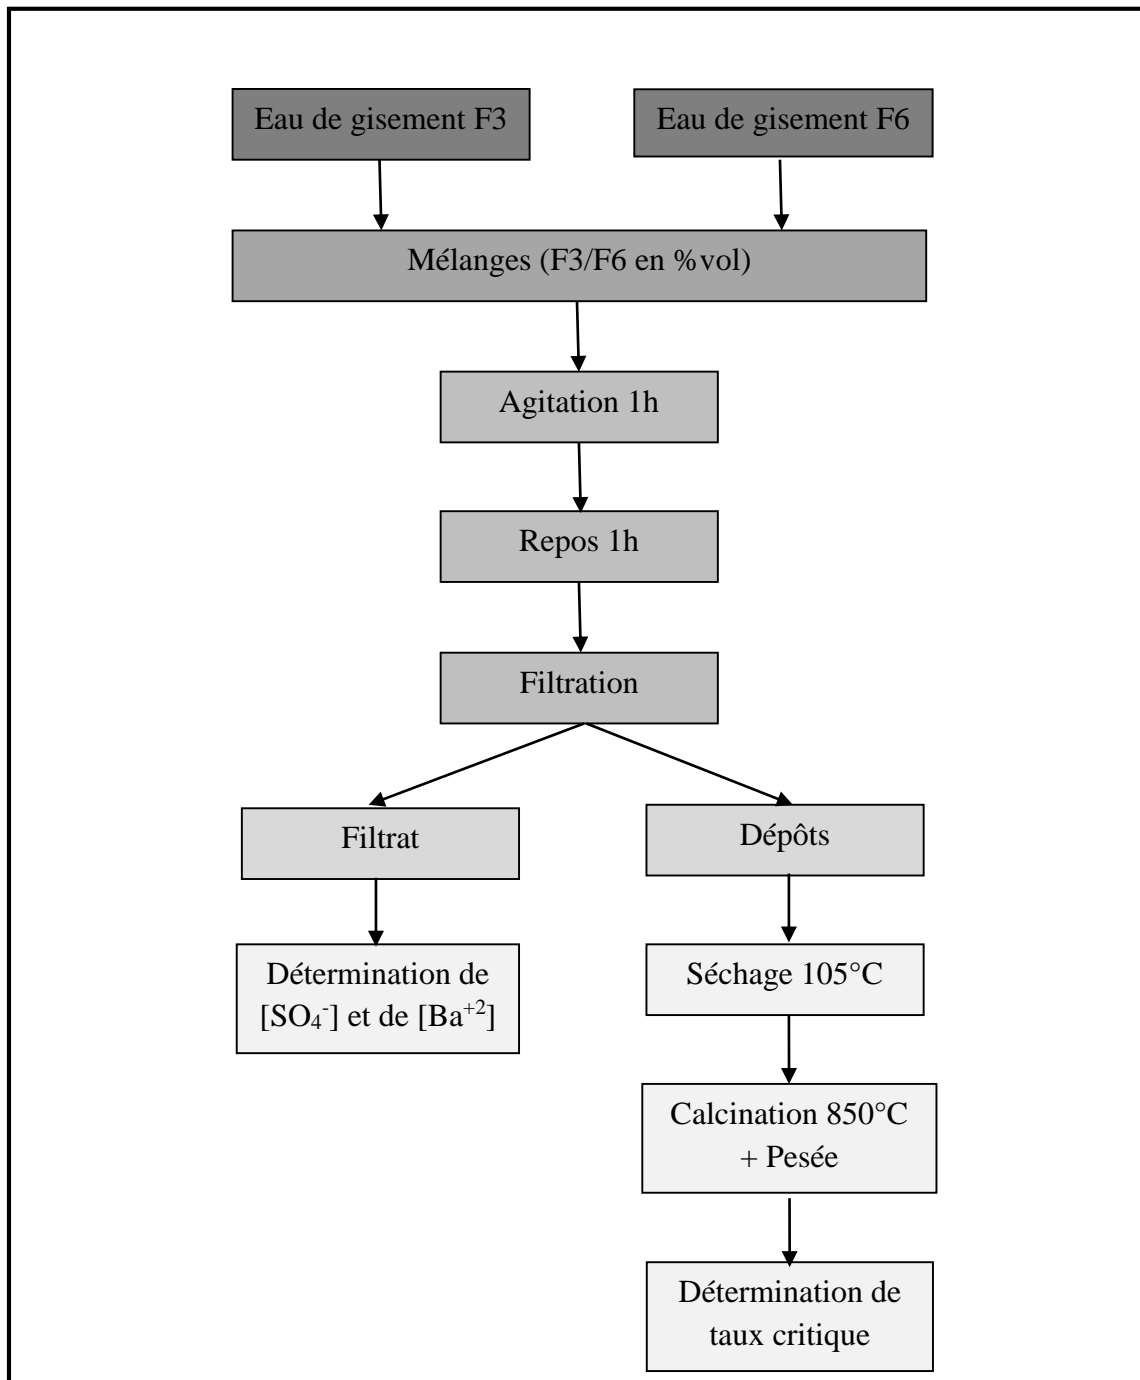 Eau de gisement F3
Eau de gisement F6
Mélanges (F3/F6 en %vol)
Agitation 1h
Repos 1h
Filtration
Filtrat
Dépôts
Détermination de
[SO₄⁻] et de [Ba⁺²]
Séchage 105°C
Calcination 850°C
+ Pesée
Détermination de
taux critique